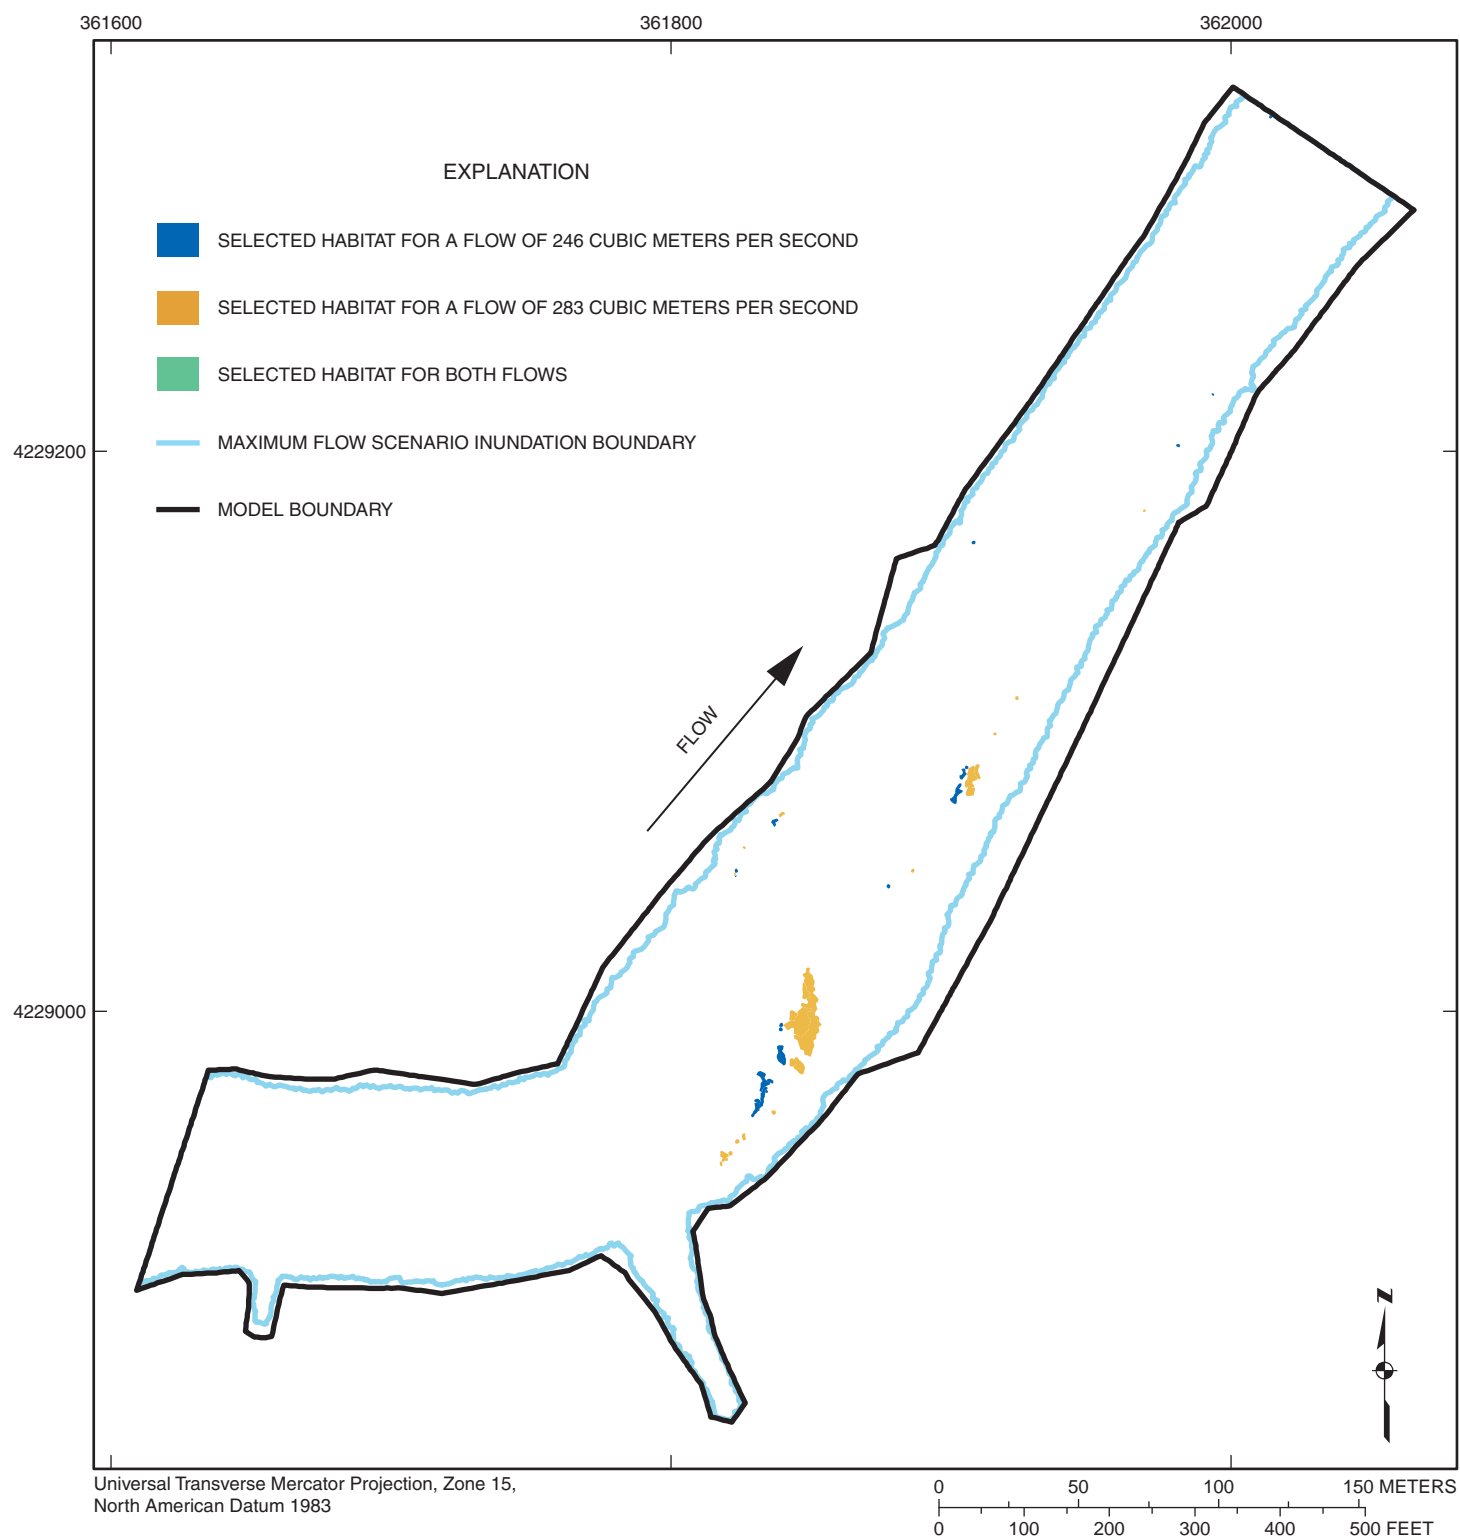 361600 361800 362000
EXPLANATION
SELECTED HABITAT FOR A FLOW OF 246 CUBIC METERS PER SECOND
SELECTED HABITAT FOR A FLOW OF 283 CUBIC METERS PER SECOND
SELECTED HABITAT FOR BOTH FLOWS
MAXIMUM FLOW SCENARIO INUNDATION BOUNDARY
4229200
MODEL BOUNDARY
FLOW
4229000
N
Universal Transverse Mercator Projection, Zone 15,
North American Datum 1983
0 50 100 150 METERS
0 100 200 300 400 500 FEET